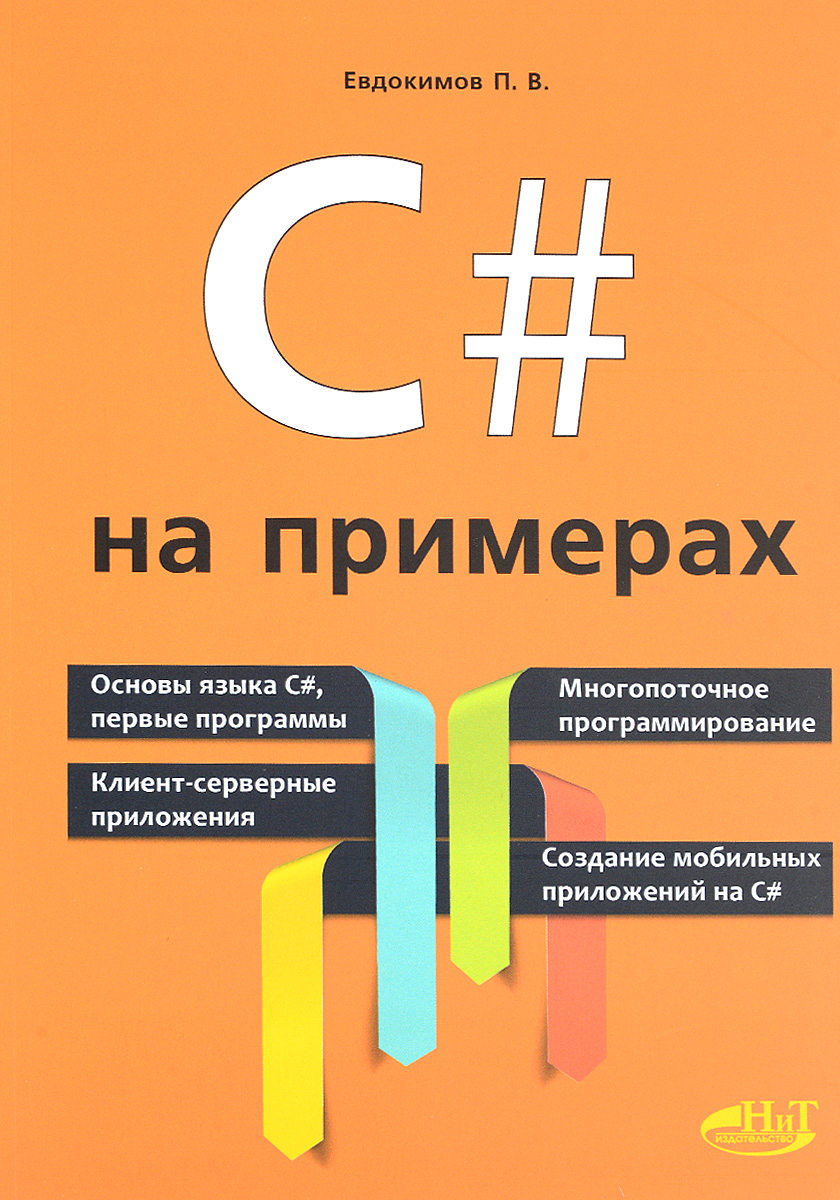 Евдокимов П. В.
C#
на примерах
Основы языка C#,
первые программы
Многопоточное
программирование
Клиент-серверные
приложения
Создание мобильных
приложений на C#
НиТ
издательство